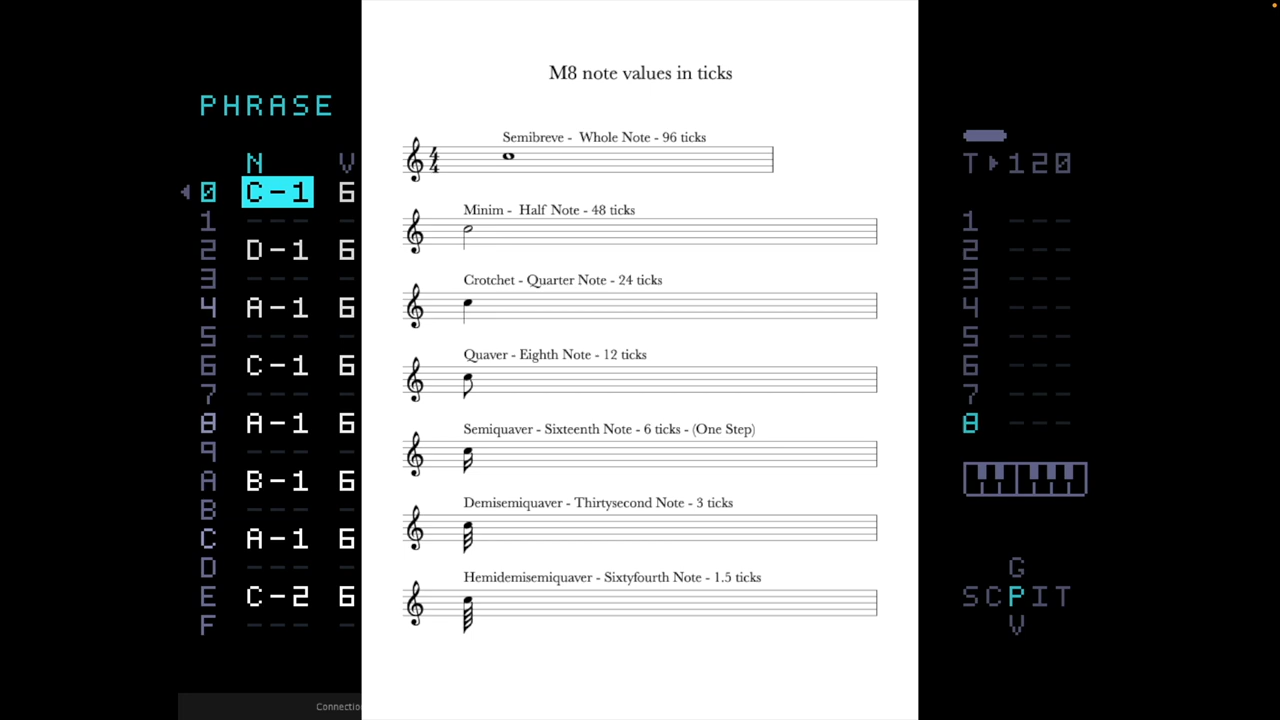 M8 note values in ticks
Semibreve - Whole Note - 96 ticks
Minim - Half Note - 48 ticks
Crotchet - Quarter Note - 24 ticks
Quaver - Eighth Note - 12 ticks
Semiquaver - Sixteenth Note - 6 ticks - (One Step)
Demisemiquaver - Thirtysecond Note - 3 ticks
Hemidemisemiquaver - Sixtyfourth Note - 1.5 ticks
4
4
PHRASE
N V
0 C-1 6
1 --- -
2 D-1 6
3 --- -
4 A-1 6
5 --- -
6 C-1 6
7 --- -
8 A-1 6
9 --- -
A B-1 6
B --- -
C A-1 6
D --- -
E C-2 6
F --- -
T▸120
1 ---
2 ---
3 ---
4 ---
5 ---
6 ---
7 ---
8 ---
G
SCPIT
V